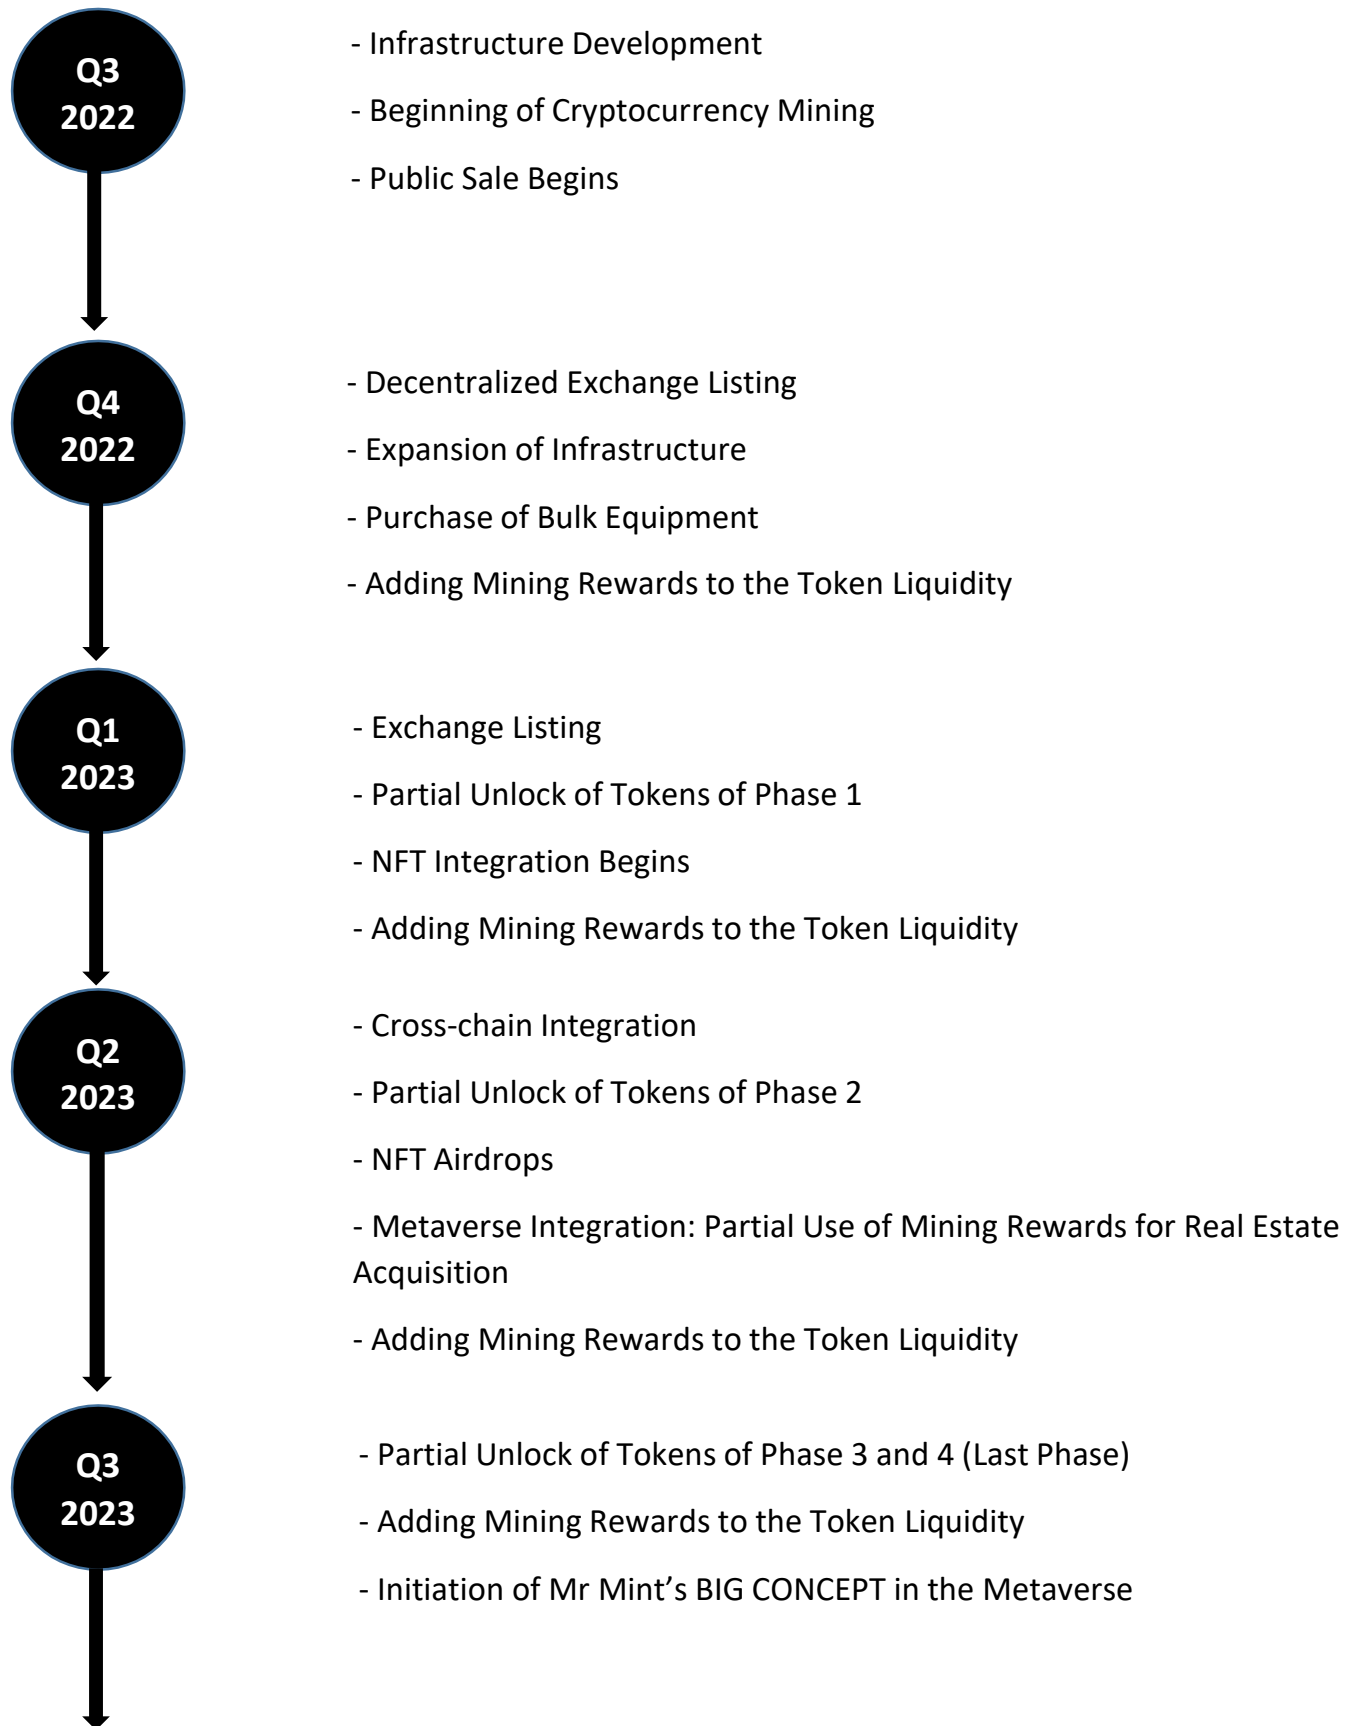 Q3
2022
- Infrastructure Development
- Beginning of Cryptocurrency Mining
- Public Sale Begins
Q4
2022
- Decentralized Exchange Listing
- Expansion of Infrastructure
- Purchase of Bulk Equipment
- Adding Mining Rewards to the Token Liquidity
Q1
2023
- Exchange Listing
- Partial Unlock of Tokens of Phase 1
- NFT Integration Begins
- Adding Mining Rewards to the Token Liquidity
Q2
2023
- Cross-chain Integration
- Partial Unlock of Tokens of Phase 2
- NFT Airdrops
- Metaverse Integration: Partial Use of Mining Rewards for Real Estate
Acquisition
- Adding Mining Rewards to the Token Liquidity
Q3
2023
- Partial Unlock of Tokens of Phase 3 and 4 (Last Phase)
- Adding Mining Rewards to the Token Liquidity
- Initiation of Mr Mint’s BIG CONCEPT in the Metaverse